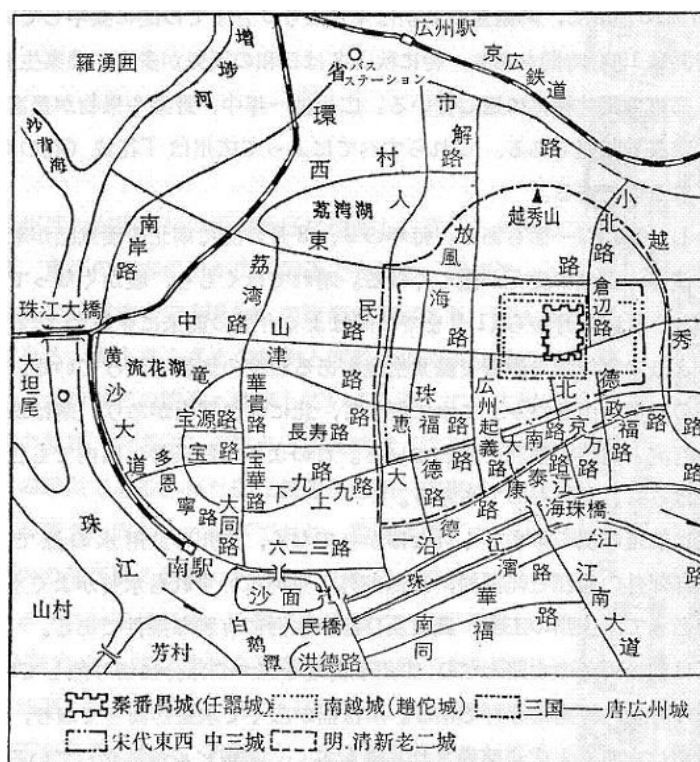 広州駅
京広鉄道
増埗河
羅湧囲
省バスステーション
環市路
西村
解放路
沙背海
荔湾湖
人民路
越秀山
小北路
越秀路
南岸路
東風路
荔湾路
海珠路
倉辺路
珠江大橋
中山路
黄沙大道
流花湖
竜津路
華貴路
大坦尾
宝源路
長寿路
惠福路
広州起義路
北京路
徳政路
多宝路
宝華路
恩寧路
下九路
上九路
大德路
大南路
万福路
泰康路
大同路
六二三路
沿江路
海珠橋
珠江
南駅
沙面
人民橋
江濱路
江南大道
山村
白鹅潭
芳村
洪徳路
南華路
同福路
秦番禺城(任囂城)
南越城(趙佗城)
三国——唐広州城
宋代東西 中三城
明.清新老二城